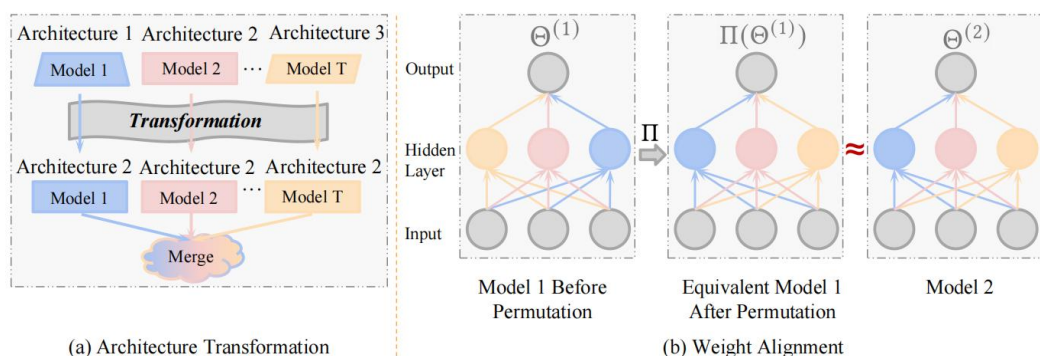 Architecture 1 Architecture 2 Architecture 3
Model 1 Model 2 ··· Model T
Transformation
Architecture 2 Architecture 2 Architecture 2
Model 1 Model 2 ··· Model T
Merge
(a) Architecture Transformation
Θ⁽¹⁾ Π(Θ⁽¹⁾) Θ⁽²⁾
Output
Π ≈
Hidden
Layer
Input
Model 1 Before
Permutation
Equivalent Model 1
After Permutation
Model 2
(b) Weight Alignment